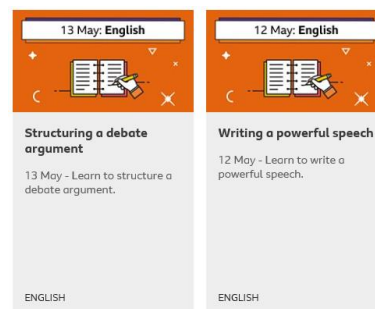 13 May: English
Structuring a debate
argument
13 May - Learn to structure a
debate argument.
ENGLISH
12 May: English
Writing a powerful speech
12 May - Learn to write a
powerful speech.
ENGLISH